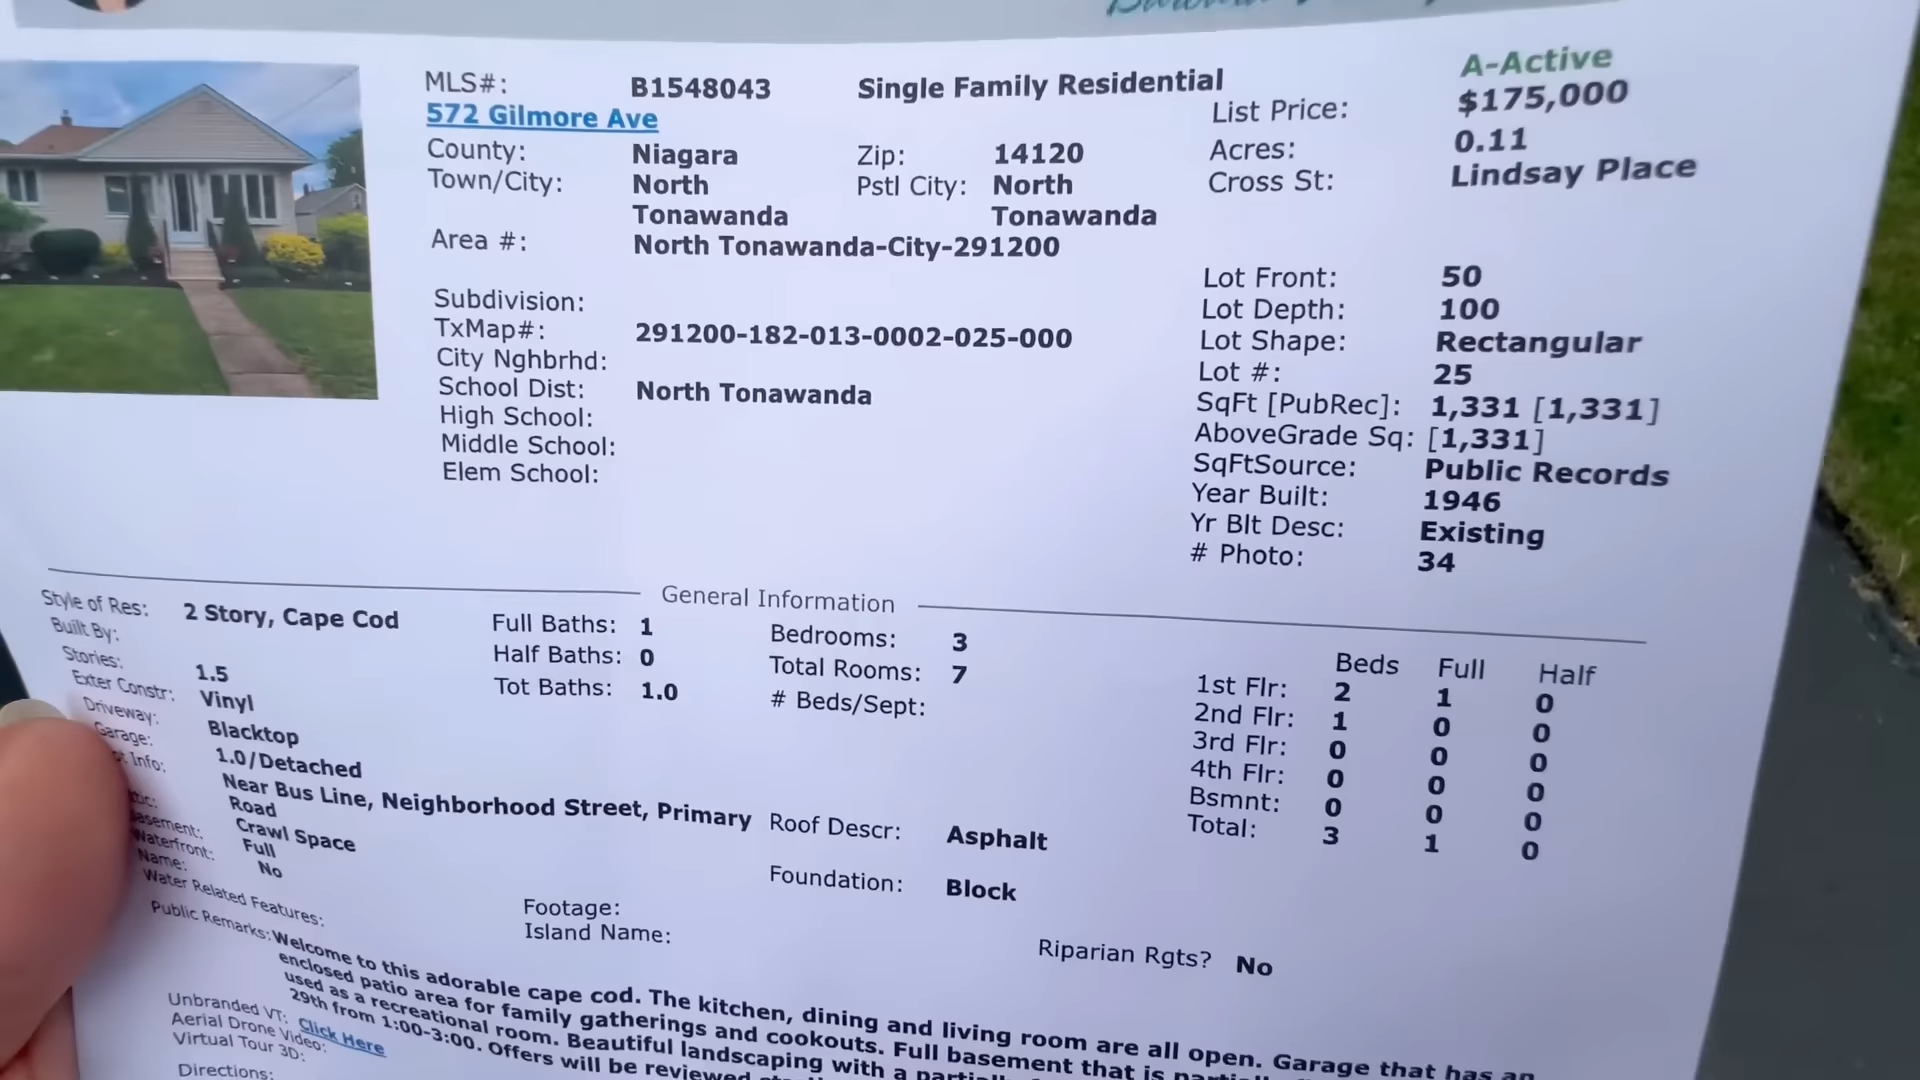 MLS#: B1548043 Single Family Residential A-Active
572 Gilmore Ave List Price: $175,000
County: Niagara Zip: 14120 Acres: 0.11
Town/City: North Tonawanda Pstl City: North Tonawanda Cross St: Lindsay Place
Area #: North Tonawanda-City-291200
Subdivision:
TxMap#: 291200-182-013-0002-025-000
City Nghbrhd:
School Dist: North Tonawanda
High School:
Middle School:
Elem School:
Lot Front: 50
Lot Depth: 100
Lot Shape: Rectangular
Lot #: 25
SqFt [PubRec]: 1,331 [1,331]
AboveGrade Sq: [1,331]
SqFtSource: Public Records
Year Built: 1946
Yr Blt Desc: Existing
# Photo: 34
General Information
Style of Res: 2 Story, Cape Cod
Built By:
Stories: 1.5
Exter Constr: Vinyl
Driveway: Blacktop
Garage: 1.0/Detached
Info: Near Bus Line, Neighborhood Street, Primary
Road
Crawl Space
Full
Waterfront: No
Name:
Water Related Features:
Full Baths: 1
Half Baths: 0
Tot Baths: 1.0
Bedrooms: 3
Total Rooms: 7
# Beds/Sept:
Roof Descr: Asphalt
Foundation: Block
Footage:
Island Name:
Riparian Rgts? No
Beds Full Half
1st Flr: 2 1 0
2nd Flr: 1 0 0
3rd Flr: 0 0 0
4th Flr: 0 0 0
Bsmnt: 0 0 0
Total: 3 1 0
Public Remarks: Welcome to this adorable cape cod. The kitchen, dining and living room are all open. Garage that has an
enclosed patio area for family gatherings and cookouts. Full basement that is
used as a recreational room. Beautiful landscaping with a
29th from 1:00-3:00. Offers will be reviewed
Unbranded VT: Click Here
Aerial Drone Video:
Virtual Tour 3D:
Directions: